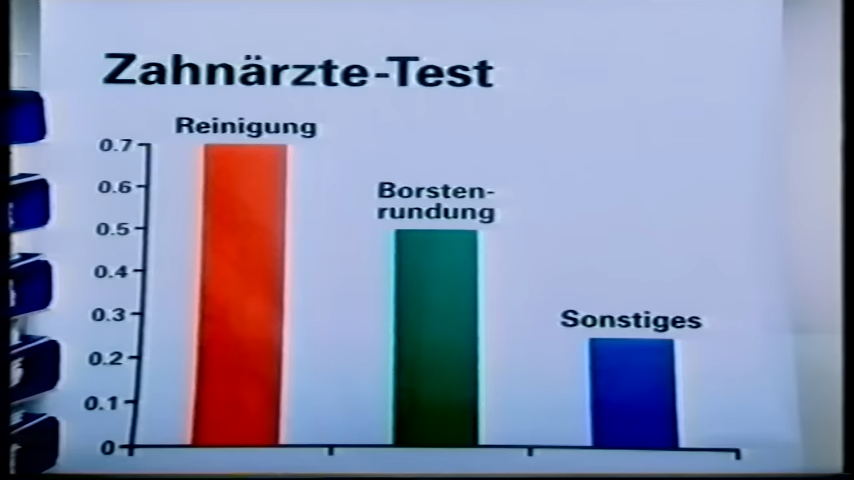 Zahnärzte-Test
Reinigung
0.7
0.6
Borsten-
rundung
0.5
0.4
0.3
Sonstiges
0.2
0.1
0